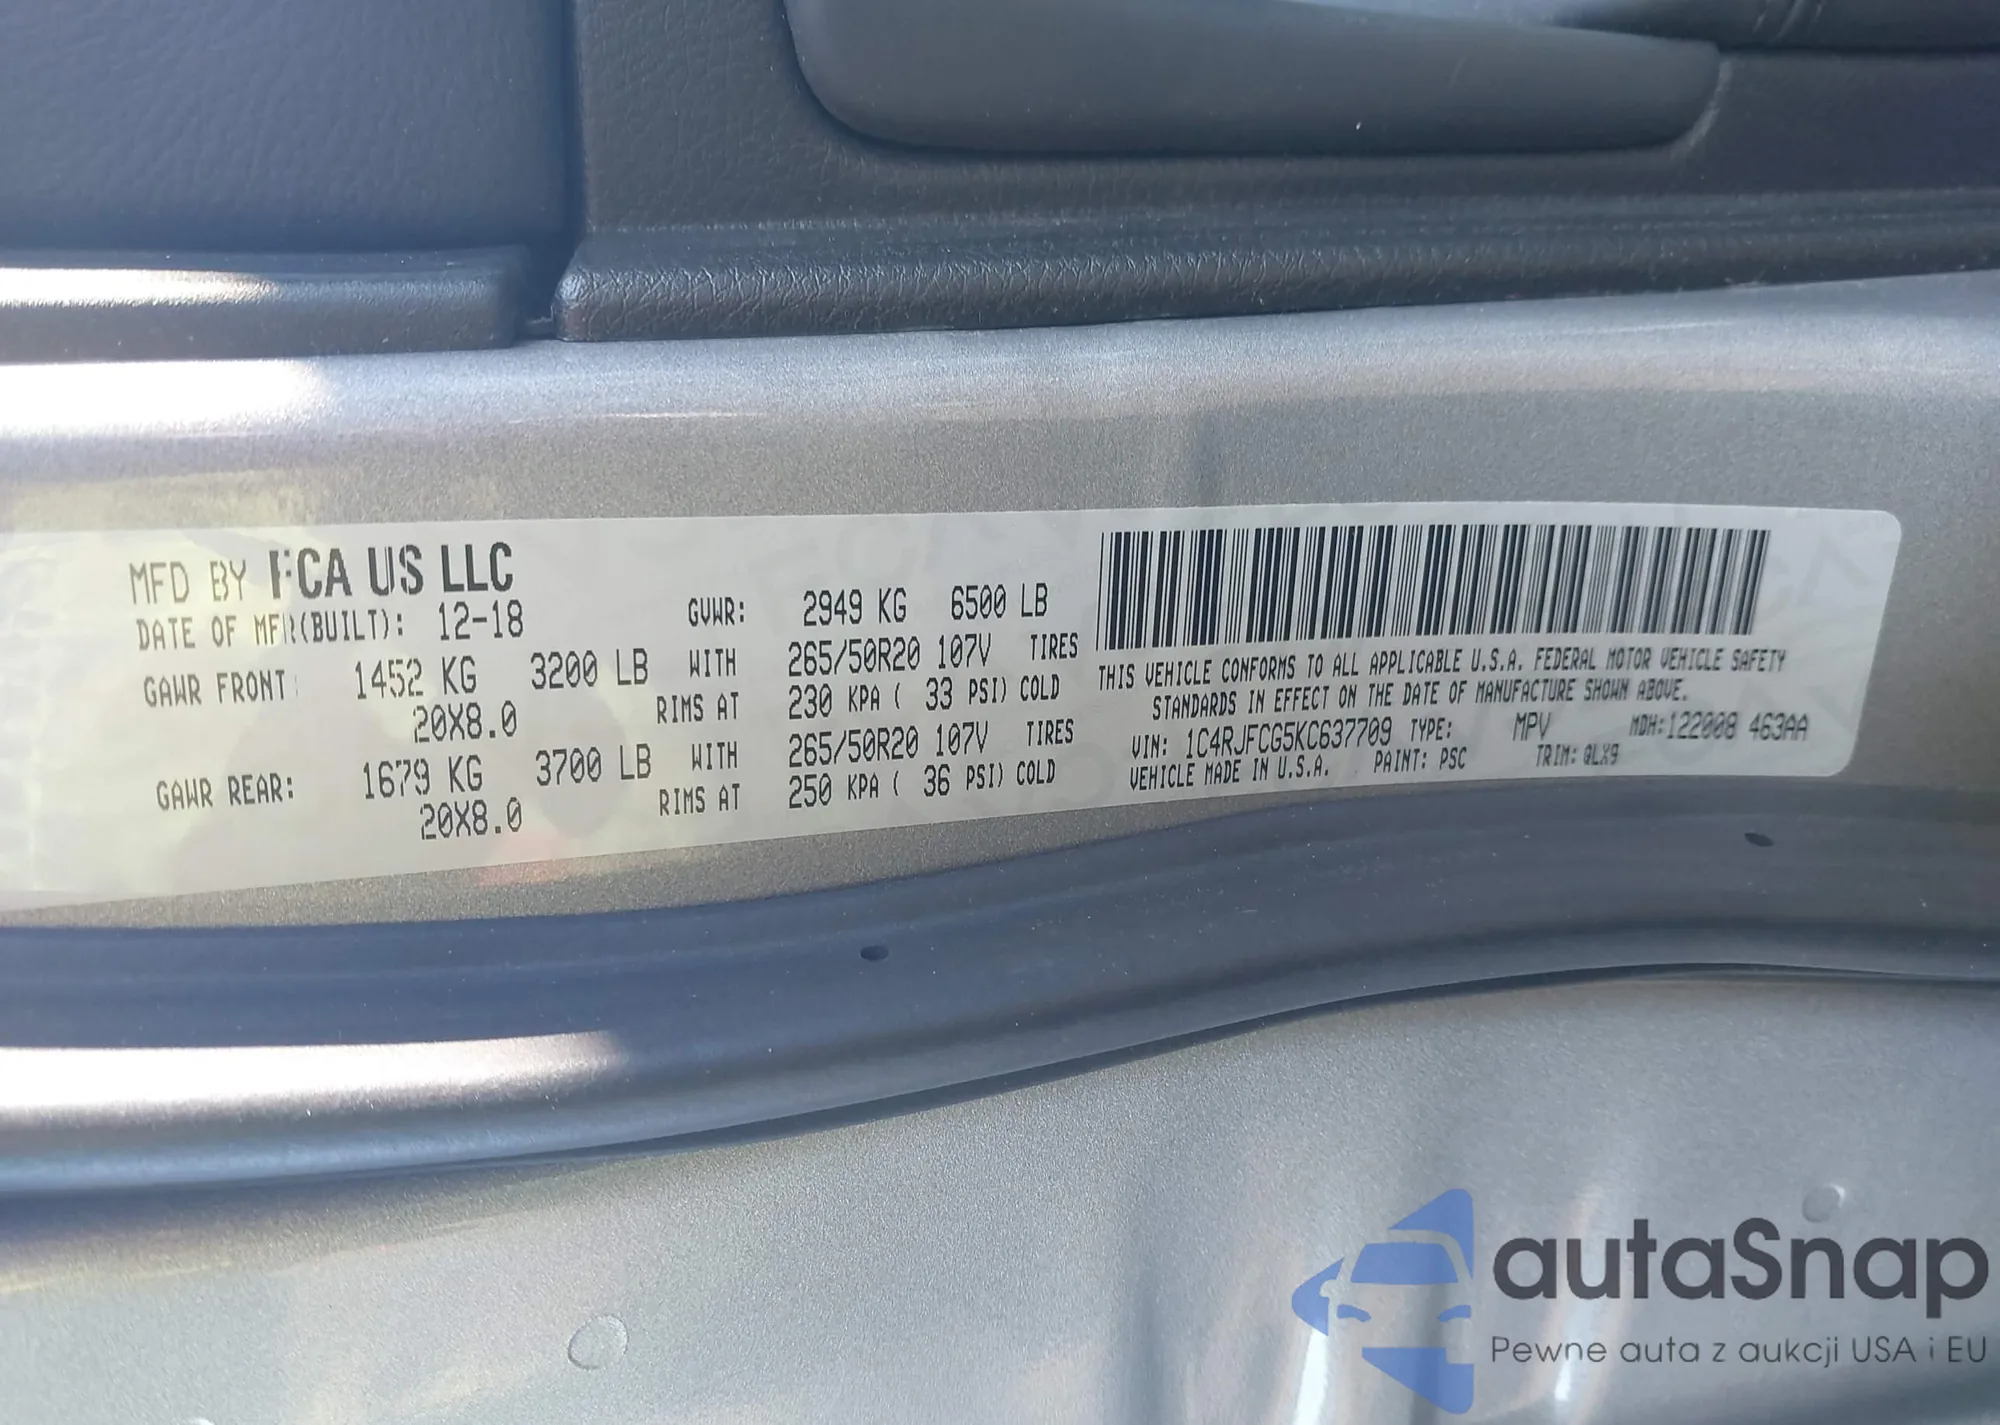 MFD BY FCA US LLC
DATE OF MFR(BUILT): 12-18 GVWR: 2949 KG 6500 LB
GAWR FRONT: 1452 KG 3200 LB WITH 265/50R20 107V TIRES
20X8.0 RIMS AT 230 KPA ( 33 PSI) COLD
GAWR REAR: 1679 KG 3700 LB WITH 265/50R20 107V TIRES
20X8.0 RIMS AT 250 KPA ( 36 PSI) COLD
THIS VEHICLE CONFORMS TO ALL APPLICABLE U.S.A. FEDERAL MOTOR VEHICLE SAFETY
STANDARDS IN EFFECT ON THE DATE OF MANUFACTURE SHOWN ABOVE.
VIN: 1C4RJFCG5KC637709 TYPE: MPV MDH:122008 463AA
VEHICLE MADE IN U.S.A. PAINT: PSC TRIM: QLX9
autaSnap
Pewne auta z aukcji USA i EU